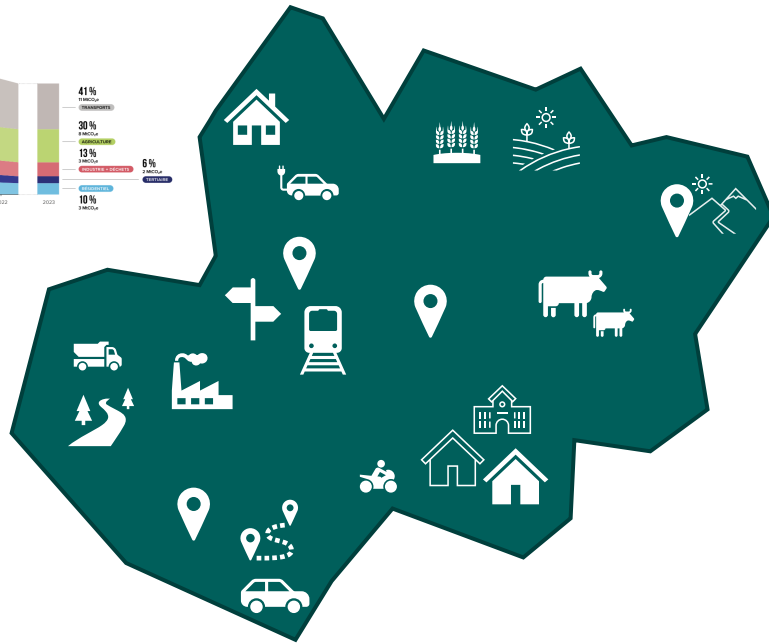 41 %
11 MtCO₂e
TRANSPORTS
30 %
8 MtCO₂e
AGRICULTURE
13 %
3 MtCO₂e
INDUSTRIE + DÉCHETS
6 %
2 MtCO₂e
TERTIAIRE
RÉSIDENTIEL
10 %
3 MtCO₂e
2023